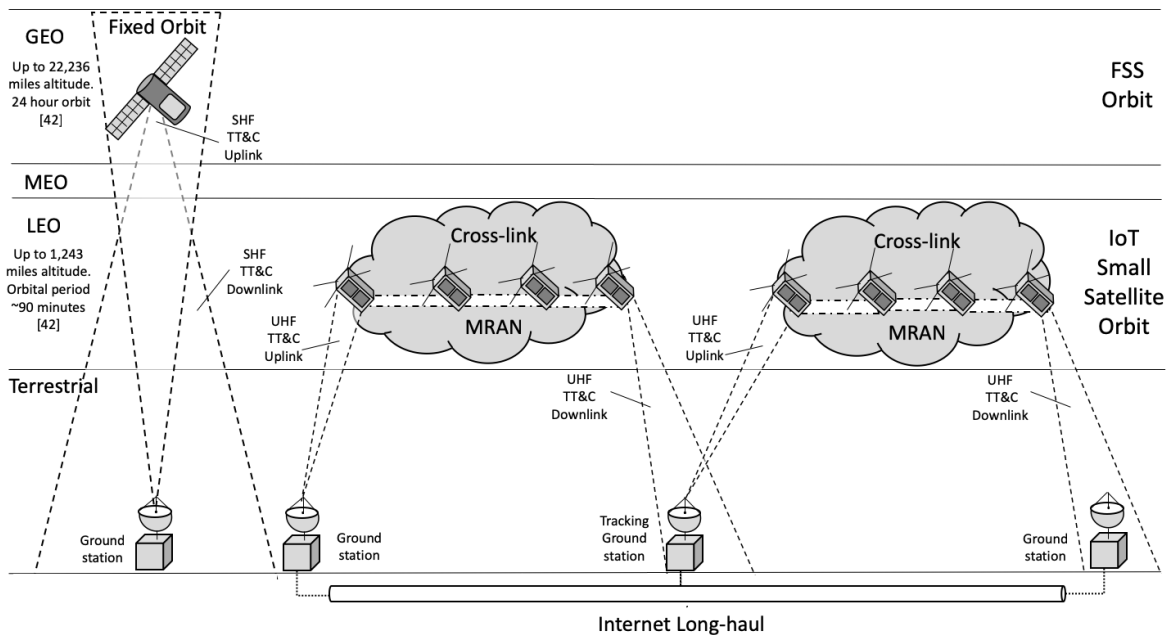 Fixed Orbit
GEO
Up to 22,236
miles altitude.
24 hour orbit
[42]
SHF
TT&C
Uplink
FSS
Orbit
MEO
LEO
Up to 1,243
miles altitude.
Orbital period
~90 minutes
[42]
SHF
TT&C
Downlink
Cross-link
MRAN
UHF
TT&C
Uplink
Cross-link
MRAN
UHF
TT&C
Uplink
IoT
Small
Satellite
Orbit
Terrestrial
UHF
TT&C
Downlink
UHF
TT&C
Downlink
Ground
station
Ground
station
Tracking
Ground
station
Ground
station
Internet Long-haul